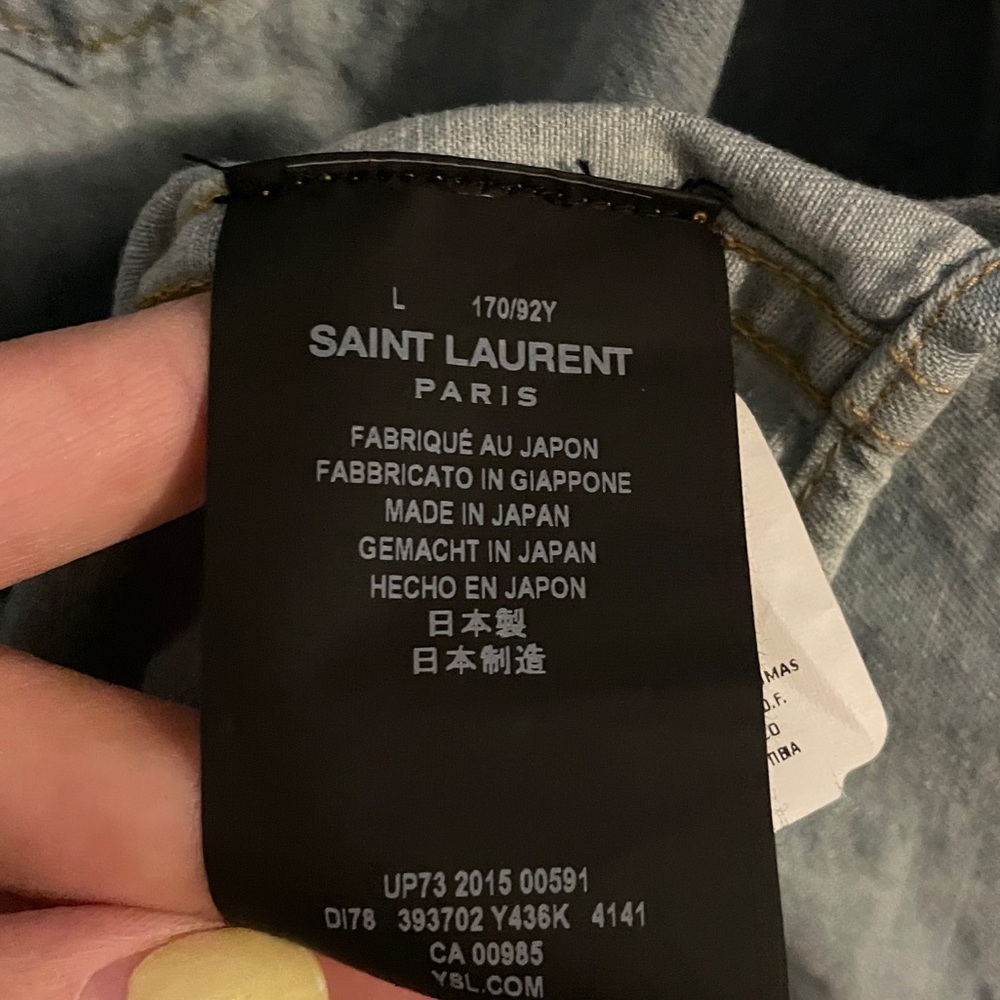 L 170/92Y
SAINT LAURENT
PARIS
FABRIQUÉ AU JAPON
FABBRICATO IN GIAPPONE
MADE IN JAPAN
GEMACHT IN JAPAN
HECHO EN JAPON
日本製
日本制造
UP73 2015 00591
DI78 393702 Y436K 4141
CA 00985
YSL.COM
MAS